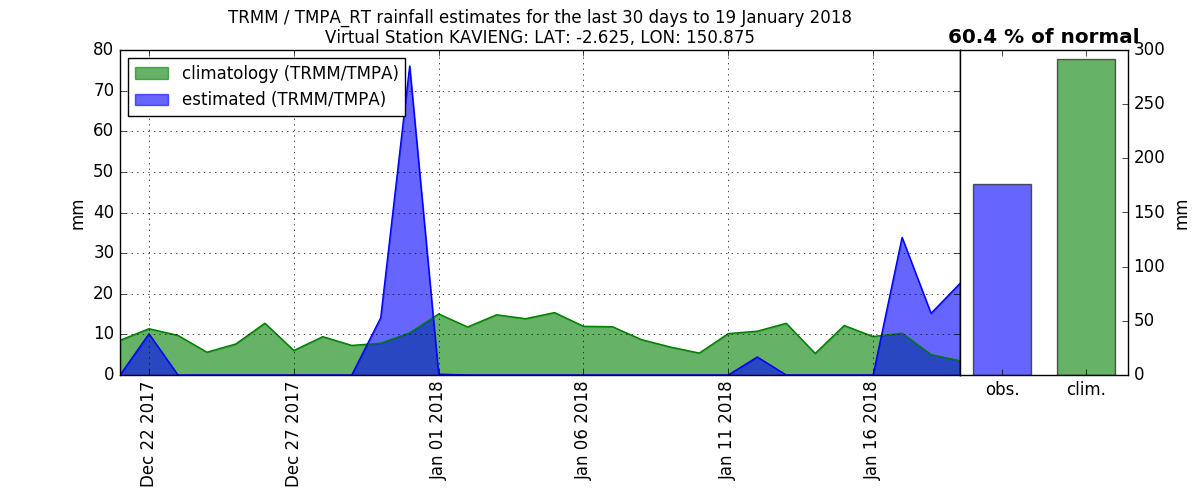 TRMM / TMPA_RT rainfall estimates for the last 30 days to 19 January 2018
Virtual Station KAVIENG: LAT: -2.625, LON: 150.875
60.4 % of normal
climatology (TRMM/TMPA)
estimated (TRMM/TMPA)
80
70
60
50
40
30
20
10
0
mm
Dec 22 2017
Dec 27 2017
Jan 01 2018
Jan 06 2018
Jan 11 2018
Jan 16 2018
300
250
200
150
100
50
0
mm
obs.
clim.